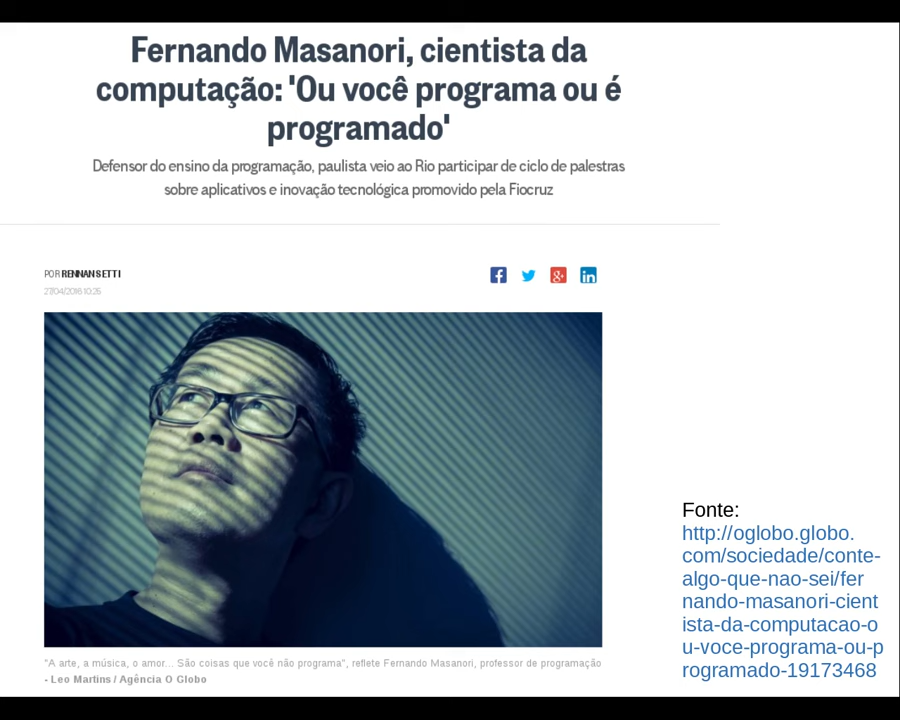 Fernando Masanori, cientista da
computação: 'Ou você programa ou é
programado'
Defensor do ensino da programação, paulista veio ao Rio participar de ciclo de palestras
sobre aplicativos e inovação tecnológica promovido pela Fiocruz
POR RENNAN SETTI
27/04/2016 10:25
"A arte, a música, o amor... São coisas que você não programa", reflete Fernando Masanori, professor de programação
- Leo Martins / Agência O Globo
Fonte:
http://oglobo.globo.
com/sociedade/conte-
algo-que-nao-sei/fer
nando-masanori-cient
ista-da-computacao-o
u-voce-programa-ou-p
rogramado-19173468